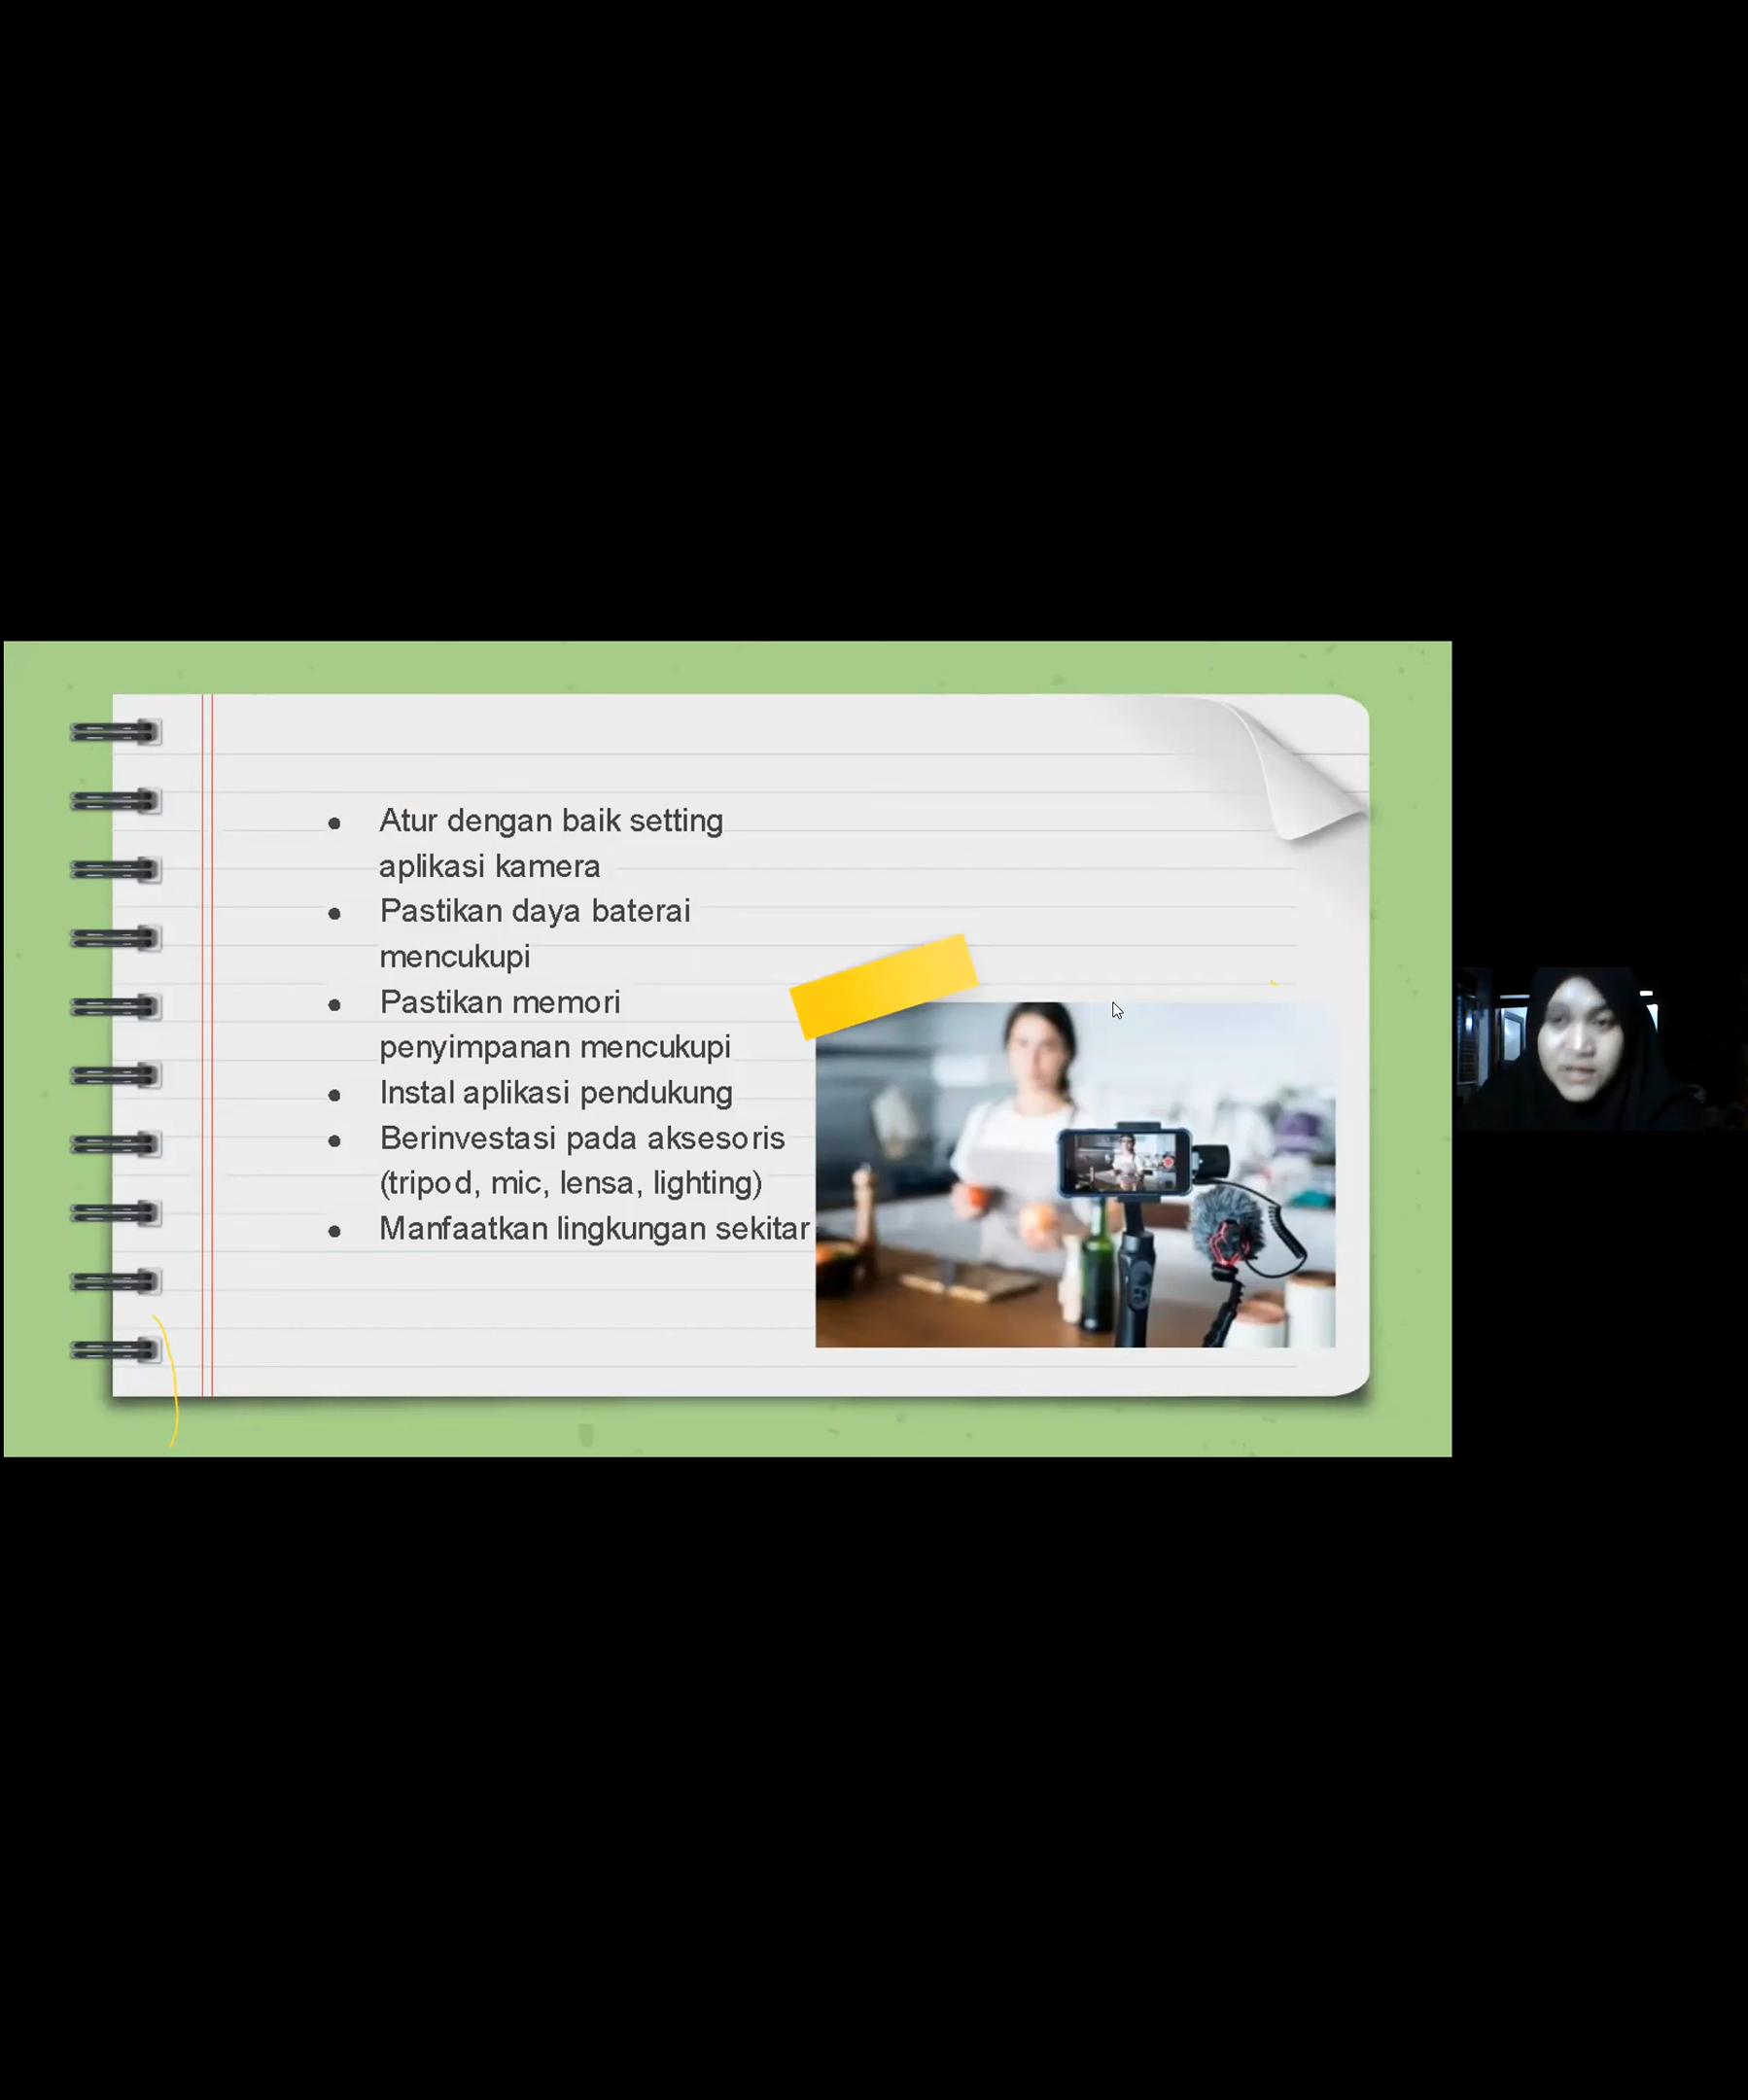 Atur dengan baik setting
aplikasi kamera
Pastikan daya baterai
mencukupi
Pastikan memori
penyimpanan mencukupi
Instal aplikasi pendukung
Berinvestasi pada aksesoris
(tripod, mic, lensa, lighting)
Manfaatkan lingkungan sekitar